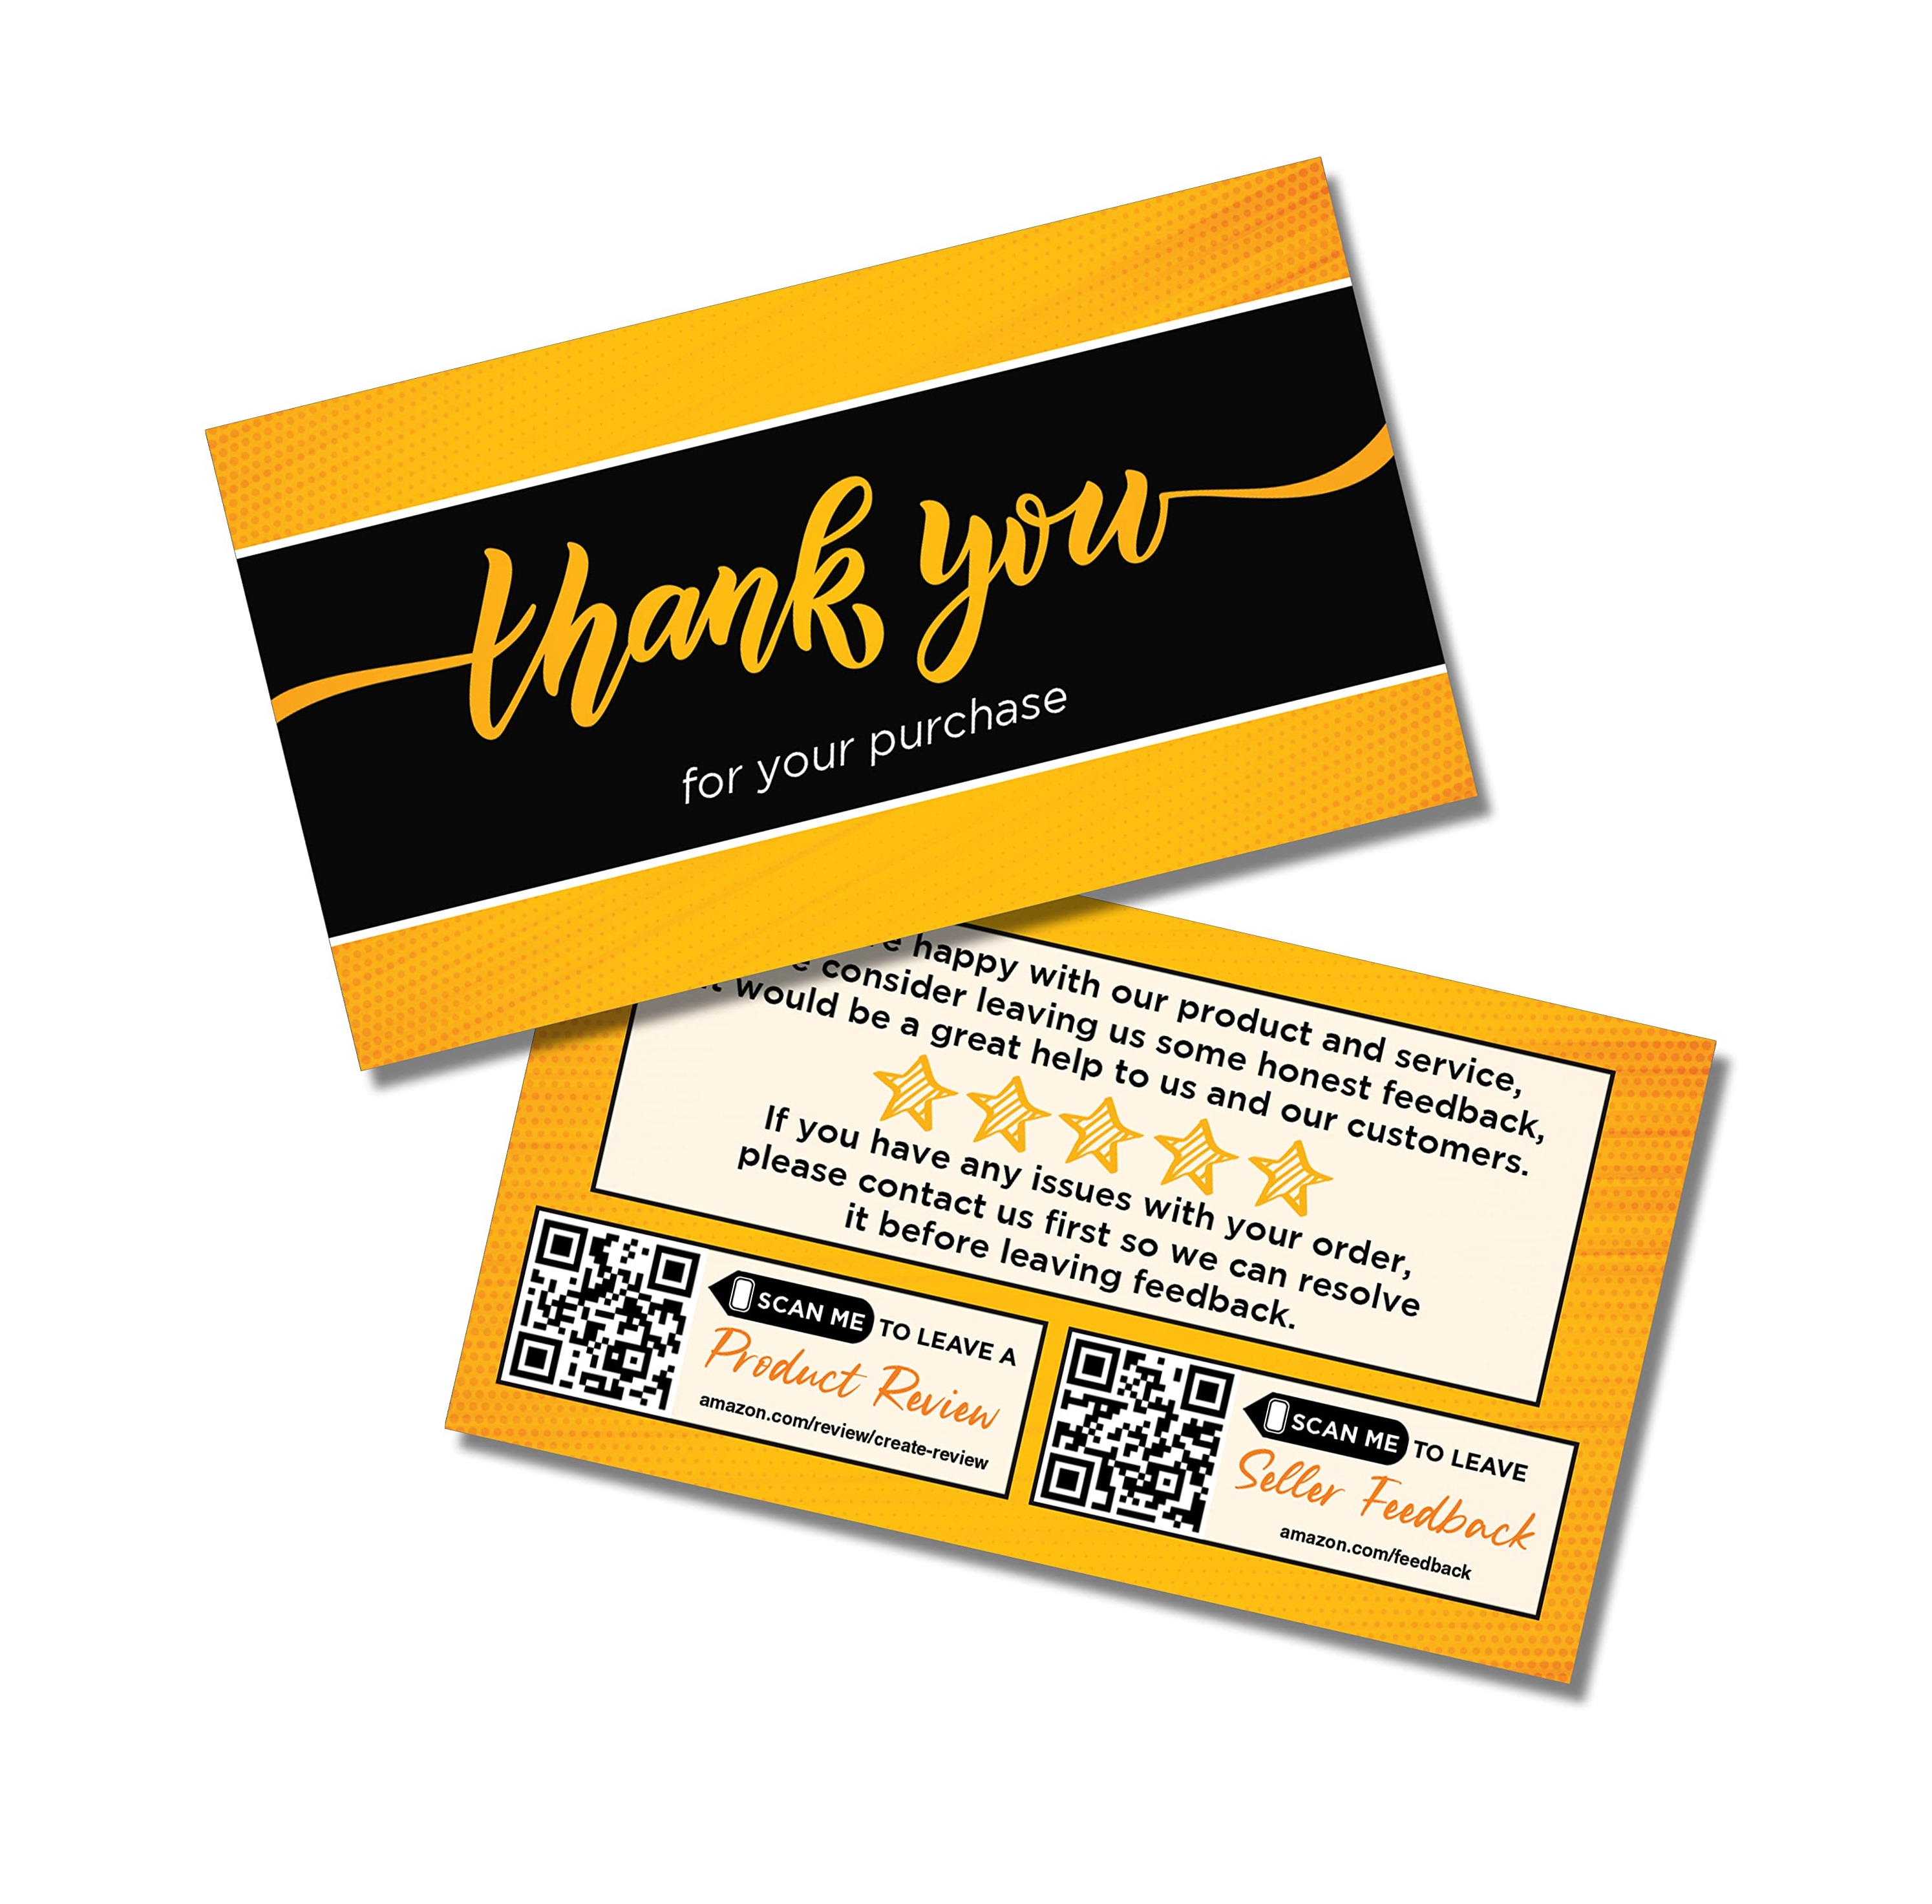 thank you
for your purchase
happy with our product and service,
consider leaving us some honest feedback,
would be a great help to us and our customers.
If you have any issues with your order,
please contact us first so we can resolve
it before leaving feedback.
SCAN ME TO LEAVE A
Product Review
amazon.com/review/create-review
SCAN ME TO LEAVE
Seller Feedback
amazon.com/feedback